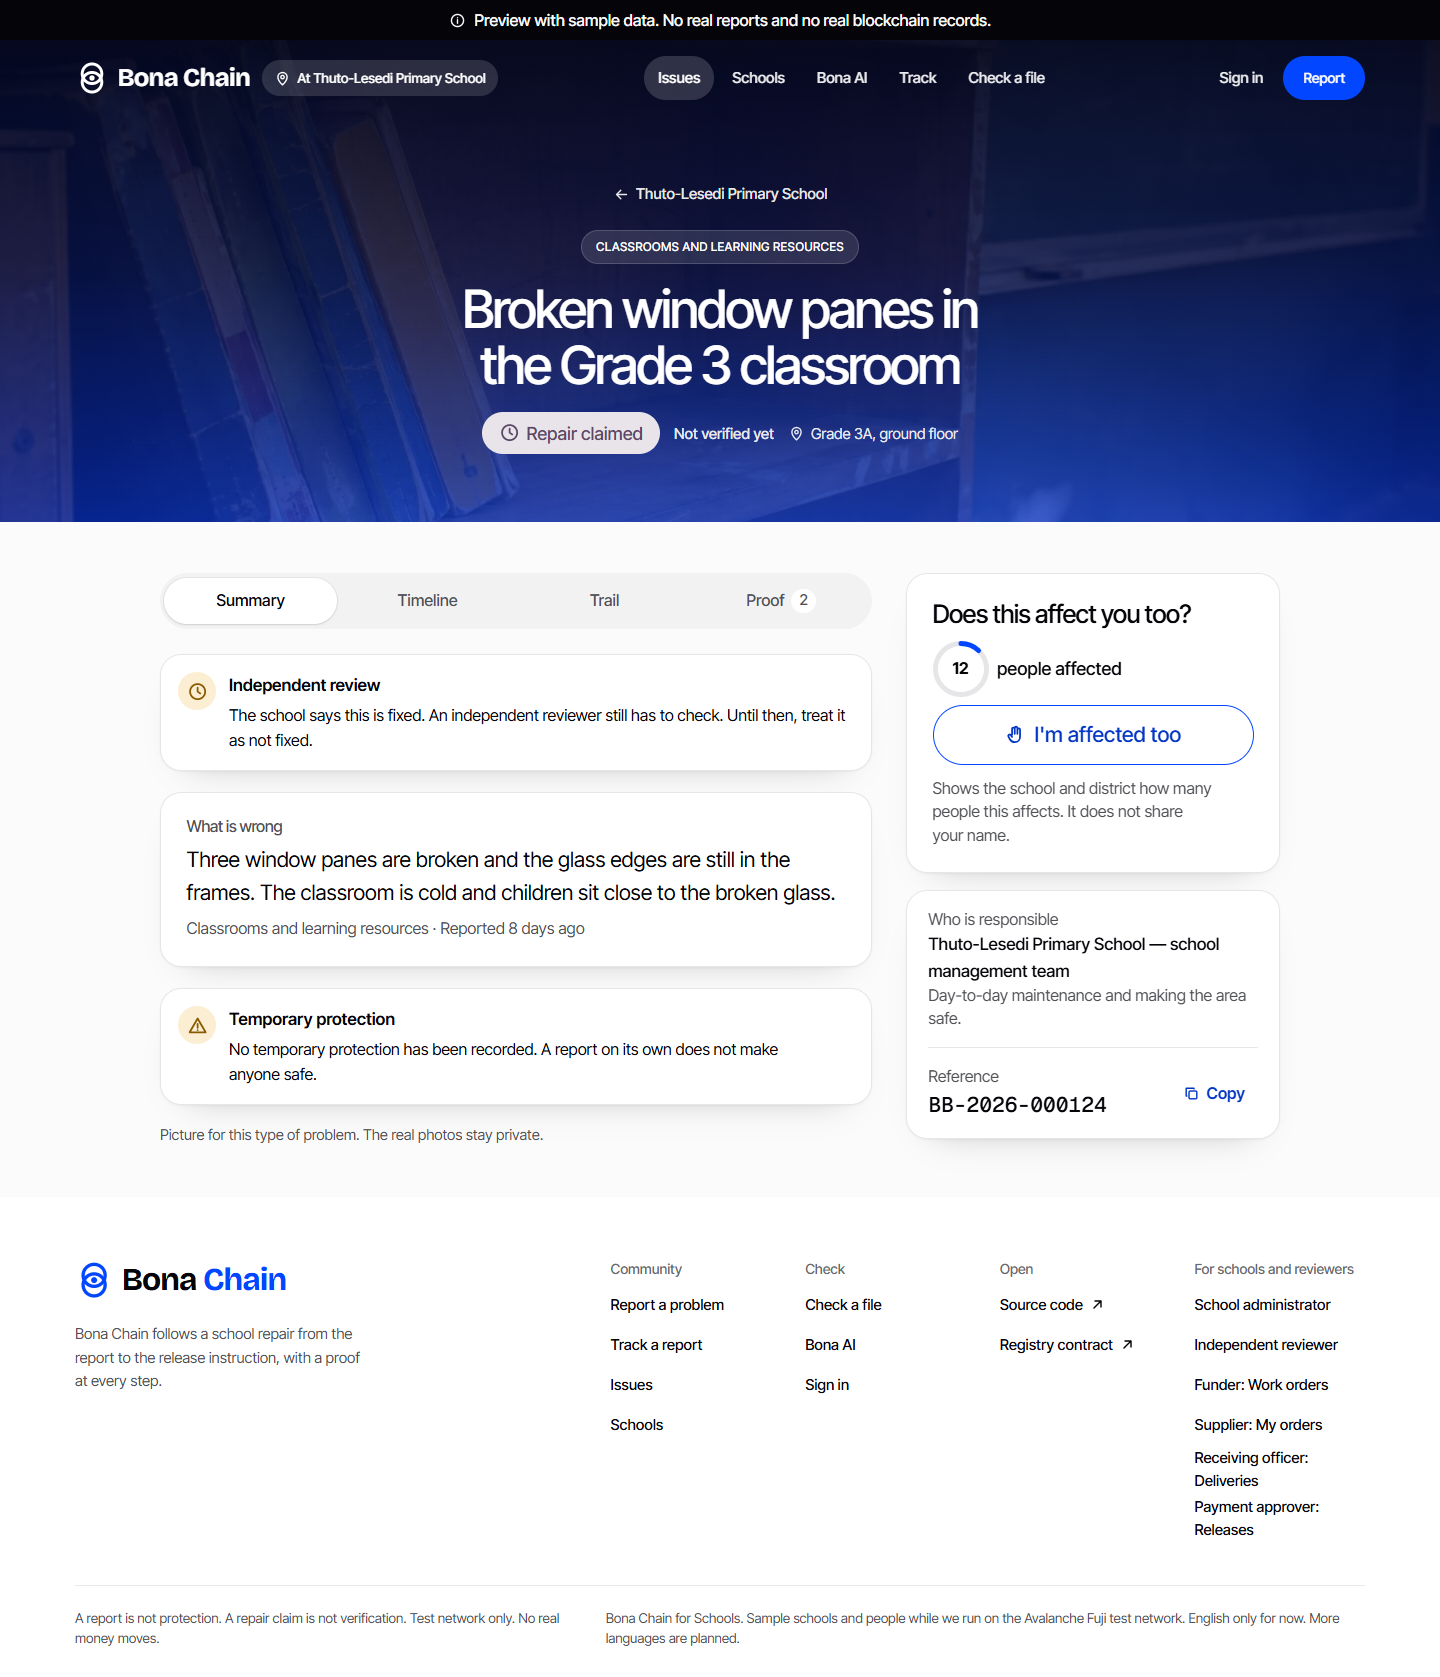 Preview with sample data. No real reports and no real blockchain records.
Bona Chain
At Thuto-Lesedi Primary School
Issues
Schools
Bona AI
Track
Check a file
Sign in
Report
Thuto-Lesedi Primary School
CLASSROOMS AND LEARNING RESOURCES
Broken window panes in
the Grade 3 classroom
Repair claimed
Not verified yet
Grade 3A, ground floor
Summary
Timeline
Trail
Proof 2
Independent review
The school says this is fixed. An independent reviewer still has to check. Until then, treat it
as not fixed.
What is wrong
Three window panes are broken and the glass edges are still in the
frames. The classroom is cold and children sit close to the broken glass.
Classrooms and learning resources · Reported 8 days ago
Temporary protection
No temporary protection has been recorded. A report on its own does not make
anyone safe.
Picture for this type of problem. The real photos stay private.
Does this affect you too?
12 people affected
I'm affected too
Shows the school and district how many
people this affects. It does not share
your name.
Who is responsible
Thuto-Lesedi Primary School — school
management team
Day-to-day maintenance and making the area
safe.
Reference
BB-2026-000124
Copy
Bona Chain
Bona Chain follows a school repair from the
report to the release instruction, with a proof
at every step.
Community
Report a problem
Track a report
Issues
Schools
Check
Check a file
Bona AI
Sign in
Open
Source code
Registry contract
For schools and reviewers
School administrator
Independent reviewer
Funder: Work orders
Supplier: My orders
Receiving officer:
Deliveries
Payment approver:
Releases
A report is not protection. A repair claim is not verification. Test network only. No real
money moves.
Bona Chain for Schools. Sample schools and people while we run on the Avalanche Fuji test network. English only for now. More
languages are planned.